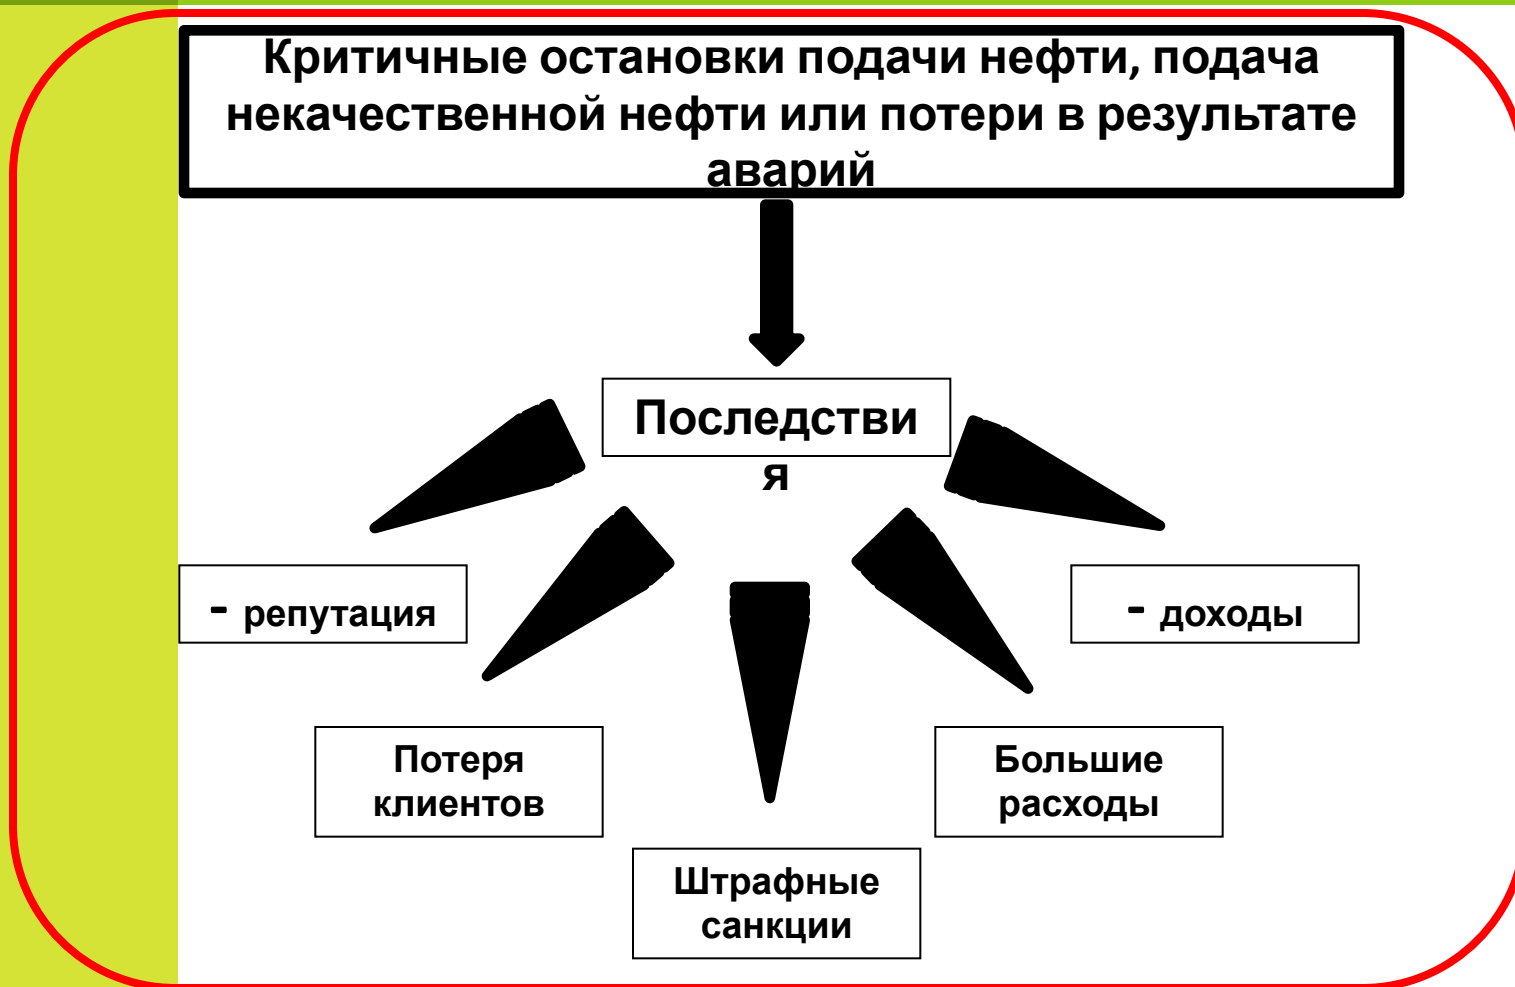 Критичные остановки подачи нефти, подача
некачественной нефти или потери в результате
аварий
Последстви
я
- репутация
- доходы
Потеря
клиентов
Большие
расходы
Штрафные
санкции